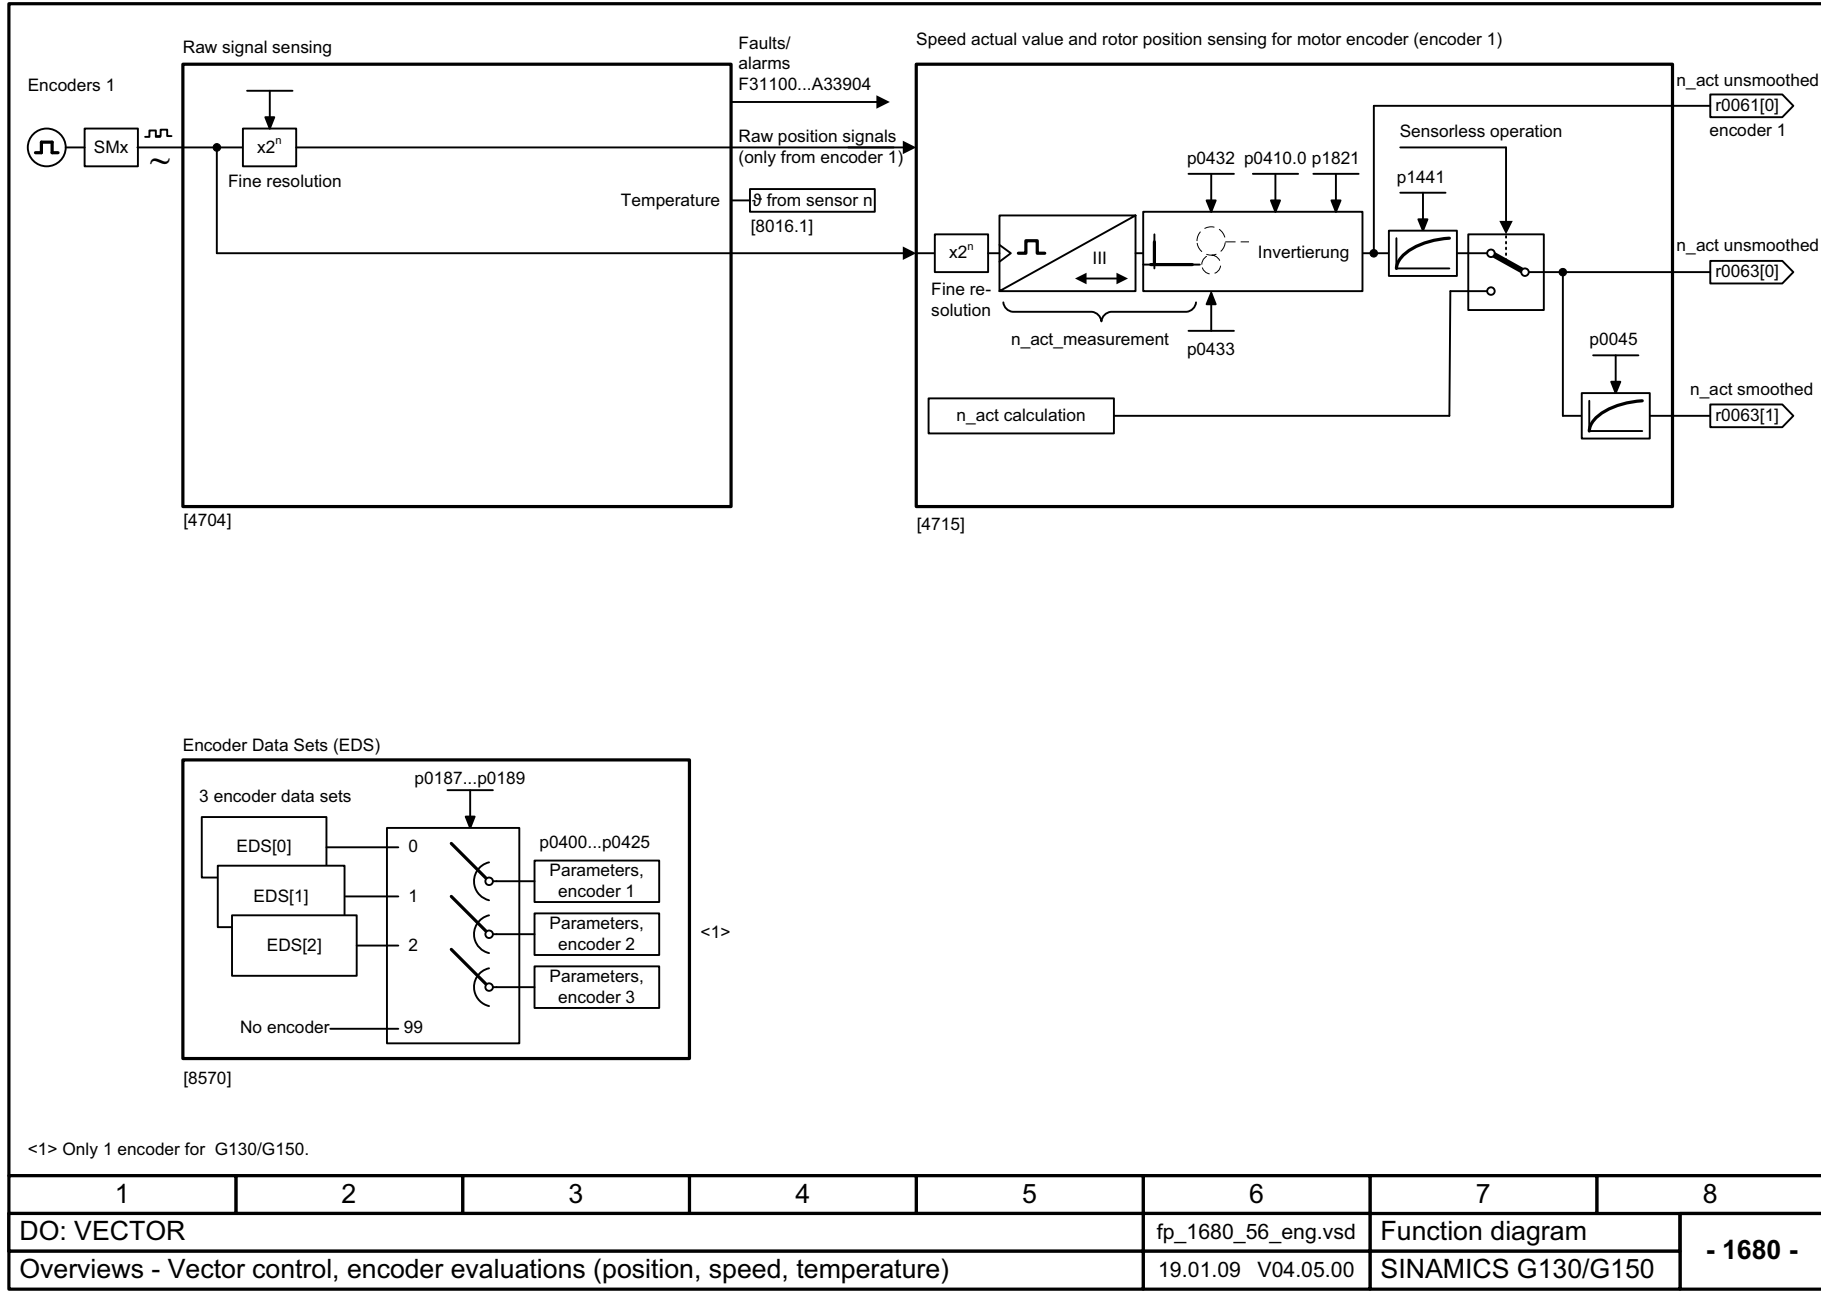 Raw signal sensing
Faults/
alarms
F31100...A33904
Speed actual value and rotor position sensing for motor encoder (encoder 1)
Encoders 1
SMx
~
x2ⁿ
Fine resolution
Raw position signals
(only from encoder 1)
Temperature
ϑ from sensor n
[8016.1]
n_act unsmoothed
r0061[0]
encoder 1
Sensorless operation
p0432 p0410.0 p1821
p1441
x2ⁿ
Fine re-
solution
III
Invertierung
n_act_measurement
p0433
n_act unsmoothed
r0063[0]
p0045
n_act calculation
n_act smoothed
r0063[1]
[4704]
[4715]
Encoder Data Sets (EDS)
3 encoder data sets
p0187...p0189
p0400...p0425
EDS[0]
0
Parameters,
encoder 1
EDS[1]
1
Parameters,
encoder 2
<1>
EDS[2]
2
Parameters,
encoder 3
No encoder
99
[8570]
<1> Only 1 encoder for G130/G150.
1 2 3 4 5 6 7 8
DO: VECTOR
fp_1680_56_eng.vsd
Function diagram
- 1680 -
Overviews - Vector control, encoder evaluations (position, speed, temperature)
19.01.09 V04.05.00
SINAMICS G130/G150